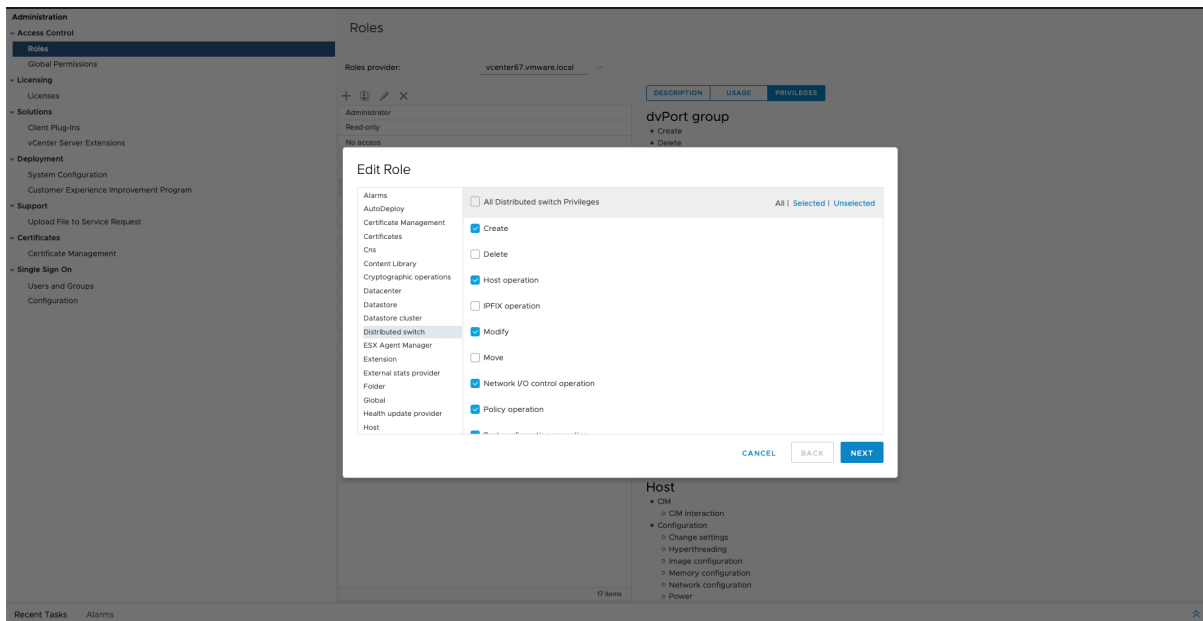 Administration
Access Control
Roles
Global Permissions
Licensing
Licenses
Solutions
Client Plug-Ins
vCenter Server Extensions
Deployment
System Configuration
Customer Experience Improvement Program
Support
Upload File to Service Request
Certificates
Certificate Management
Single Sign On
Users and Groups
Configuration
Roles
Roles provider: vcenter67.vmware.local
Administrator
Read-only
No access
17 items
DESCRIPTION USAGE PRIVILEGES
dvPort group
Create
Delete
Edit Role
Alarms
AutoDeploy
Certificate Management
Certificates
Cns
Content Library
Cryptographic operations
Datacenter
Datastore
Datastore cluster
Distributed switch
ESX Agent Manager
Extension
External stats provider
Folder
Global
Health update provider
Host
All Distributed switch Privileges All | Selected | Unselected
Create
Delete
Host operation
IPFIX operation
Modify
Move
Network I/O control operation
Policy operation
CANCEL BACK NEXT
Host
CIM
CIM interaction
Configuration
Change settings
Hyperthreading
Image configuration
Memory configuration
Network configuration
Power
Recent Tasks Alarms